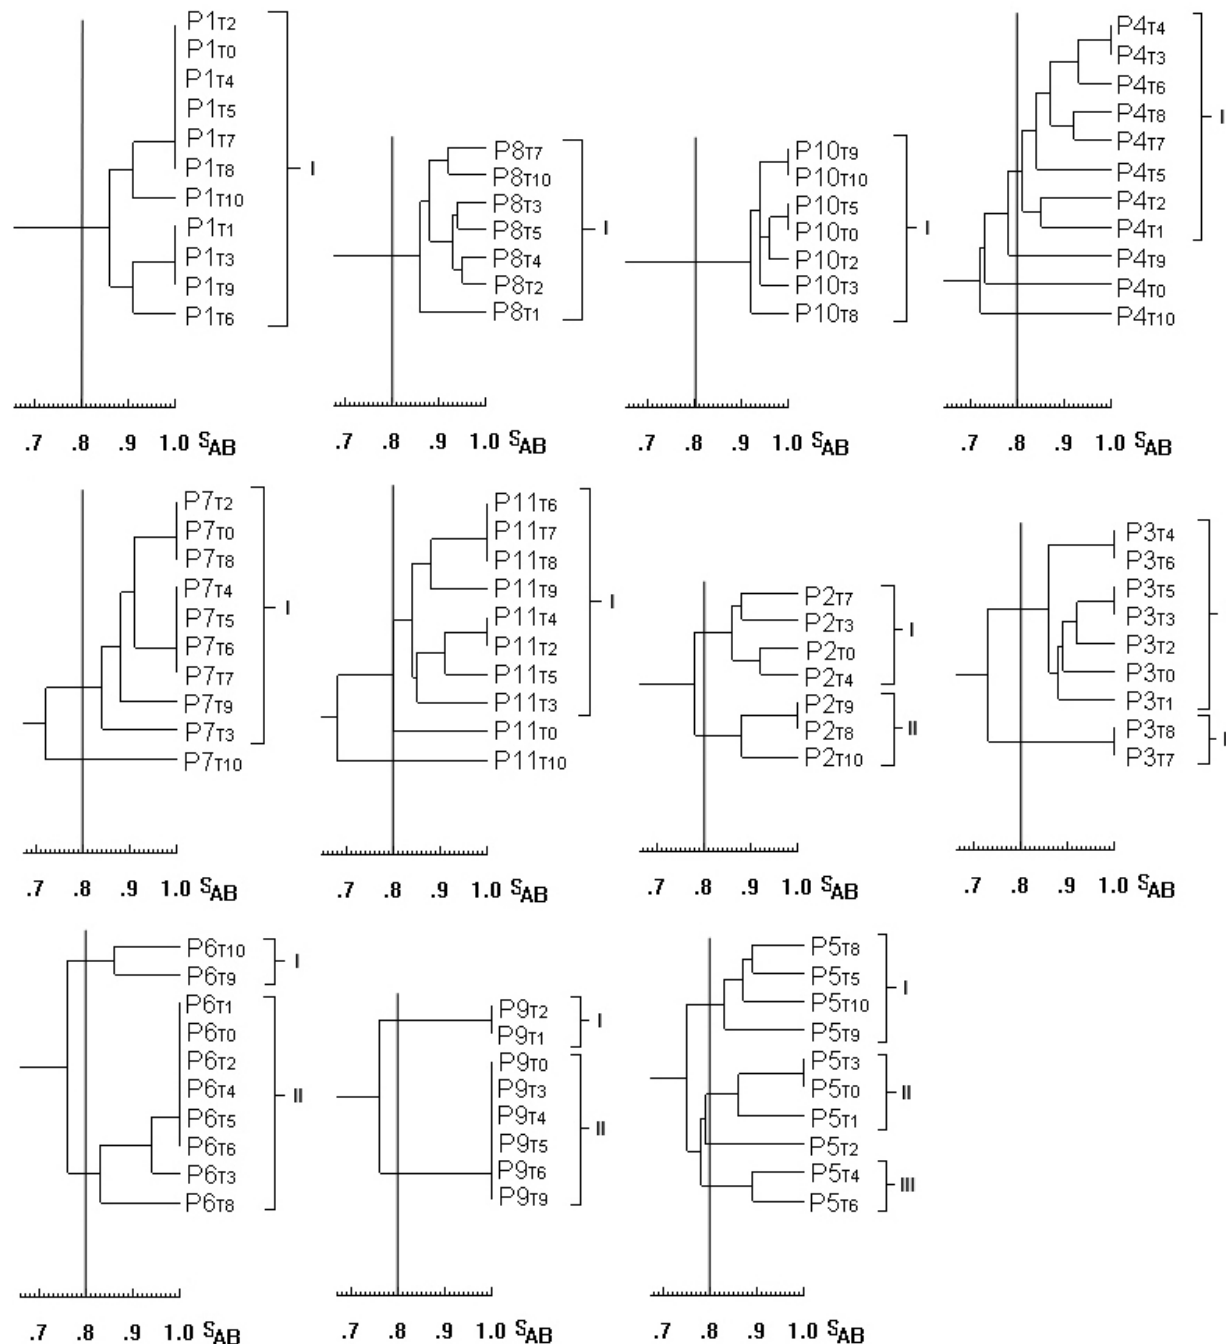 P1T2
P1T0
P1T4
P1T5
P1T7
P1T8
P1T10
P1T1
P1T3
P1T9
P1T6
I
.7 .8 .9 1.0 SAB
P8T7
P8T10
P8T3
P8T5
P8T4
P8T2
P8T1
I
.7 .8 .9 1.0 SAB
P10T9
P10T10
P10T5
P10T0
P10T2
P10T3
P10T8
I
.7 .8 .9 1.0 SAB
P4T4
P4T3
P4T6
P4T8
P4T7
P4T5
P4T2
P4T1
P4T9
P4T0
P4T10
I
.7 .8 .9 1.0 SAB
P7T2
P7T0
P7T8
P7T4
P7T5
P7T6
P7T7
P7T9
P7T3
P7T10
I
.7 .8 .9 1.0 SAB
P11T6
P11T7
P11T8
P11T9
P11T4
P11T2
P11T5
P11T3
P11T0
P11T10
I
.7 .8 .9 1.0 SAB
P2T7
P2T3
P2T0
P2T4
P2T9
P2T8
P2T10
I
II
.7 .8 .9 1.0 SAB
P3T4
P3T6
P3T5
P3T3
P3T2
P3T0
P3T1
P3T8
P3T7
.7 .8 .9 1.0 SAB
P6T10
P6T9
P6T1
P6T0
P6T2
P6T4
P6T5
P6T6
P6T3
P6T8
I
II
.7 .8 .9 1.0 SAB
P9T2
P9T1
P9T0
P9T3
P9T4
P9T5
P9T6
P9T9
I
II
.7 .8 .9 1.0 SAB
P5T8
P5T5
P5T10
P5T9
P5T3
P5T0
P5T1
P5T2
P5T4
P5T6
I
II
III
.7 .8 .9 1.0 SAB